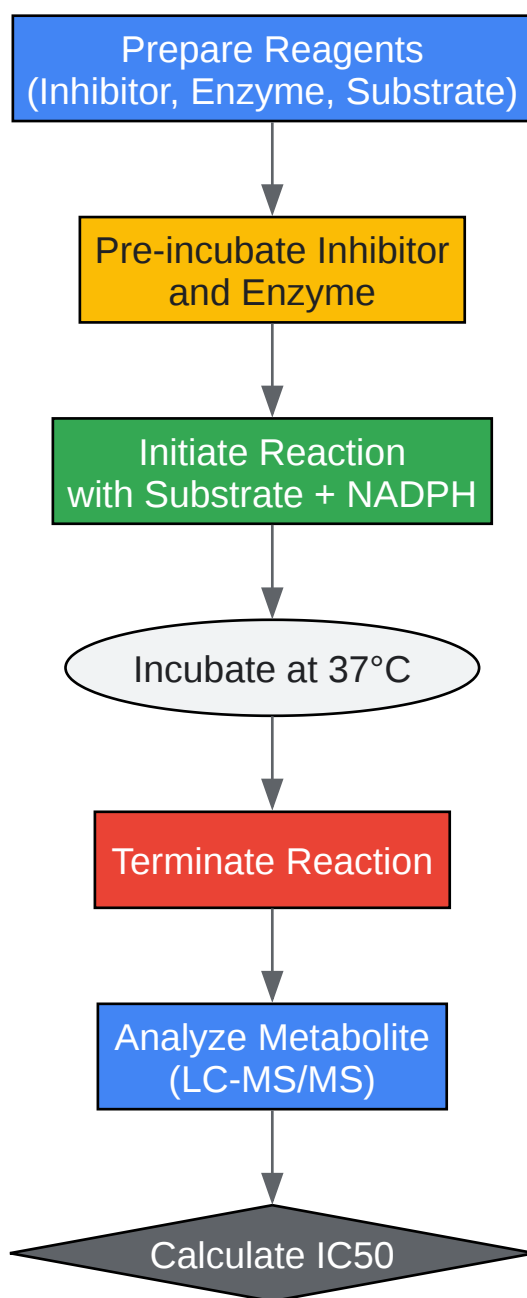 Prepare Reagents
(Inhibitor, Enzyme, Substrate)
Pre-incubate Inhibitor
and Enzyme
Initiate Reaction
with Substrate + NADPH
Incubate at 37°C
Terminate Reaction
Analyze Metabolite
(LC-MS/MS)
Calculate IC50